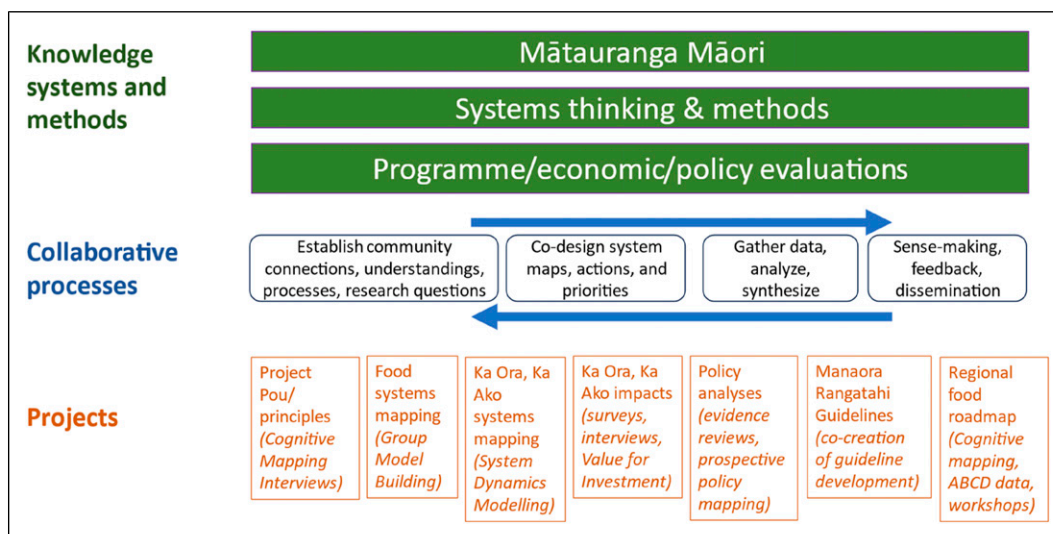 Knowledge
systems and
methods
Mātauranga Māori
Systems thinking & methods
Programme/economic/policy evaluations
Collaborative
processes
Establish community
connections, understandings,
processes, research questions
Co-design system
maps, actions, and
priorities
Gather data,
analyze,
synthesize
Sense-making,
feedback,
dissemination
Projects
Project
Pou/
principles
(Cognitive
Mapping
Interviews)
Food
systems
mapping
(Group
Model
Building)
Ka Ora, Ka
Ako
systems
mapping
(System
Dynamics
Modelling)
Ka Ora, Ka
Ako impacts
(surveys,
interviews,
Value for
Investment)
Policy
analyses
(evidence
reviews,
prospective
policy
mapping)
Manaora
Rangatahi
Guidelines
(co-creation
of guideline
development)
Regional
food
roadmap
(Cognitive
mapping,
ABCD data,
workshops)